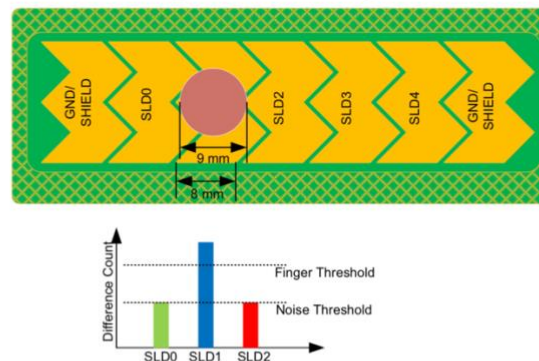 GND/
SHIELD
SLD0
SLD2
SLD3
SLD4
GND/
SHIELD
9 mm
8 mm
Difference Count
Finger Threshold
Noise Threshold
SLD0 SLD1 SLD2